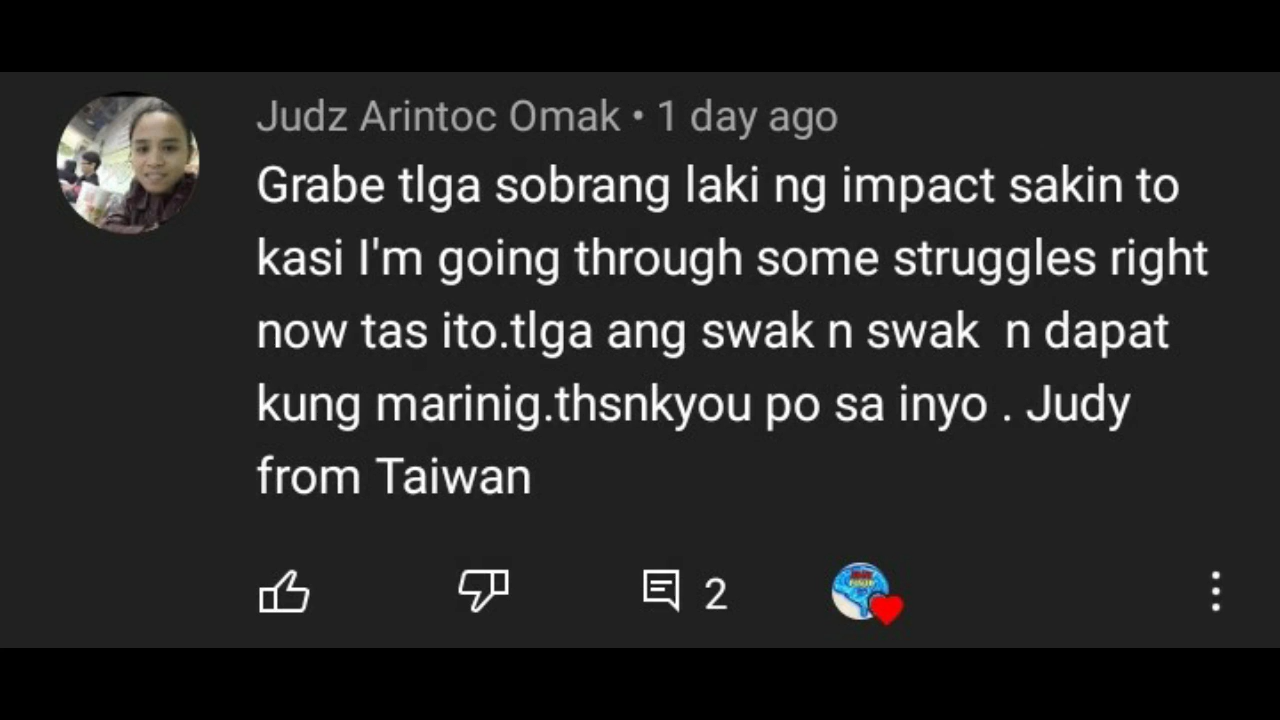 Judz Arintoc Omak • 1 day ago
Grabe tlga sobrang laki ng impact sakin to
kasi I'm going through some struggles right
now tas ito.tlga ang swak n swak  n dapat
kung marinig.thsnkyou po sa inyo . Judy
from Taiwan
2